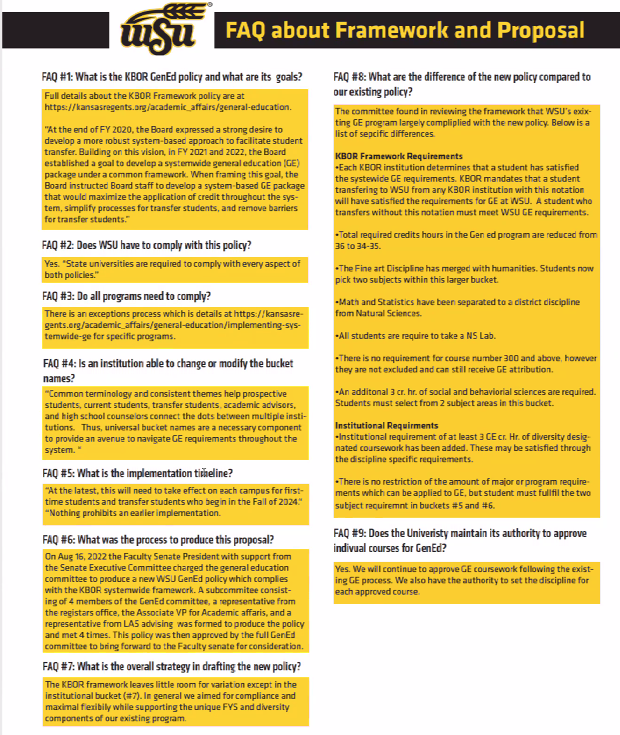 WSU
FAQ about Framework and Proposal
FAQ #1: What is the KBOR GenEd policy and what are its goals?
Full details about the KBOR Framework policy are at
https://kansasregents.org/academic_affairs/general-education.
"At the end of FY 2020, the Board expressed a strong desire to
develop a more robust system-based approach to facilitate student
transfer. Building on this vision, in FY 2021 and 2022, the Board
established a goal to develop a systemwide general education (GE)
package under a common framework. When framing this goal, the
Board instructed Board staff to develop a system-based GE package
that would maximize the application of credit throughout the sys-
tem, simplify processes for transfer students, and remove barriers
for transfer students."
FAQ #2: Does WSU have to comply with this policy?
Yes. "State universities are required to comply with every aspect of
both policies."
FAQ #3: Do all programs need to comply?
There is an exceptions process which is details at https://kansasre-
gents.org/academic_affairs/general-education/implementing-sys-
temwide-ge for specific programs.
FAQ #4: Is an institution able to change or modify the bucket
names?
"Common terminology and consistent themes help prospective
students, current students, transfer students, academic advisors,
and high school counselors connect the dots between multiple insti-
tutions. Thus, universal bucket names are a necessary component
to provide an avenue to navigate GE requirements throughout the
system. "
FAQ #5: What is the implementation timeline?
"At the latest, this will need to take effect on each campus for first-
time students and transfer students who begin in the Fall of 2024."
"Nothing prohibits an earlier implementation.
FAQ #6: What was the process to produce this proposal?
On Aug 16, 2022 the Faculty Senate President with support from
the Senate Executive Committee charged the general education
committee to produce a new WSU GenEd policy which complies
with the KBOR systemwide framework. A subcommitee consist-
ing of 4 members of the GenEd committee, a representative from
the registars office, the Associate VP for Academic affaris, and a
representative from LAS advising was formed to produce the policy
and met 4 times. This policy was then approved by the full GenEd
committee to bring forward to the Faculty senate for consideration.
FAQ #7: What is the overall strategy in drafting the new policy?
The KBOR framework leaves little room for variation except in the
institutional bucket (#7). In general we aimed for compliance and
maximal flexibily while supporting the unique FYS and diversity
components of our existing program.
FAQ #8: What are the difference of the new policy compared to
our existing policy?
The committee found in reviewing the framework that WSU's exix-
ting GE program largely compliplied with the new policy. Below is a
list of sepcific differences.
KBOR Framework Requirements
•Each KBOR institution determines that a student has satisfied
the systewide GE requirements. KBOR mandates that a student
transfering to WSU from any KBOR institution with this notation
will have satisfied the requirements for GE at WSU. A student who
transfers without this notation must meet WSU GE requirements.
•Total required credits hours in the Gen ed program are reduced from
36 to 34-35.
•The Fine art Discipline has merged with humanities. Students now
pick two subjects within this larger bucket.
•Math and Statistics have been separated to a district discipline
from Natural Sciences.
•All students are require to take a NS Lab.
•There is no requirement for course number 300 and above, however
they are not excluded and can still receive GE attribution.
•An additonal 3 cr. hr. of social and behaviorial sciences are required.
Students must select from 2 subject areas in this bucket.
Institutional Requirments
•Institutional requirement of at least 3 GE cr. Hr. of diversity desig-
nated coursework has been added. These may be satisfied through
the discipline specific requirements.
•There is no restriction of the amount of major or program require-
ments which can be applied to GE, but student must fullfil the two
subject requiremnt in buckets #5 and #6.
FAQ #9: Does the Univeristy maintain its authority to approve
indivual courses for GenEd?
Yes. We will continue to approve GE coursework following the exist-
ing GE process. We also have the authority to set the discipline for
each approved course.